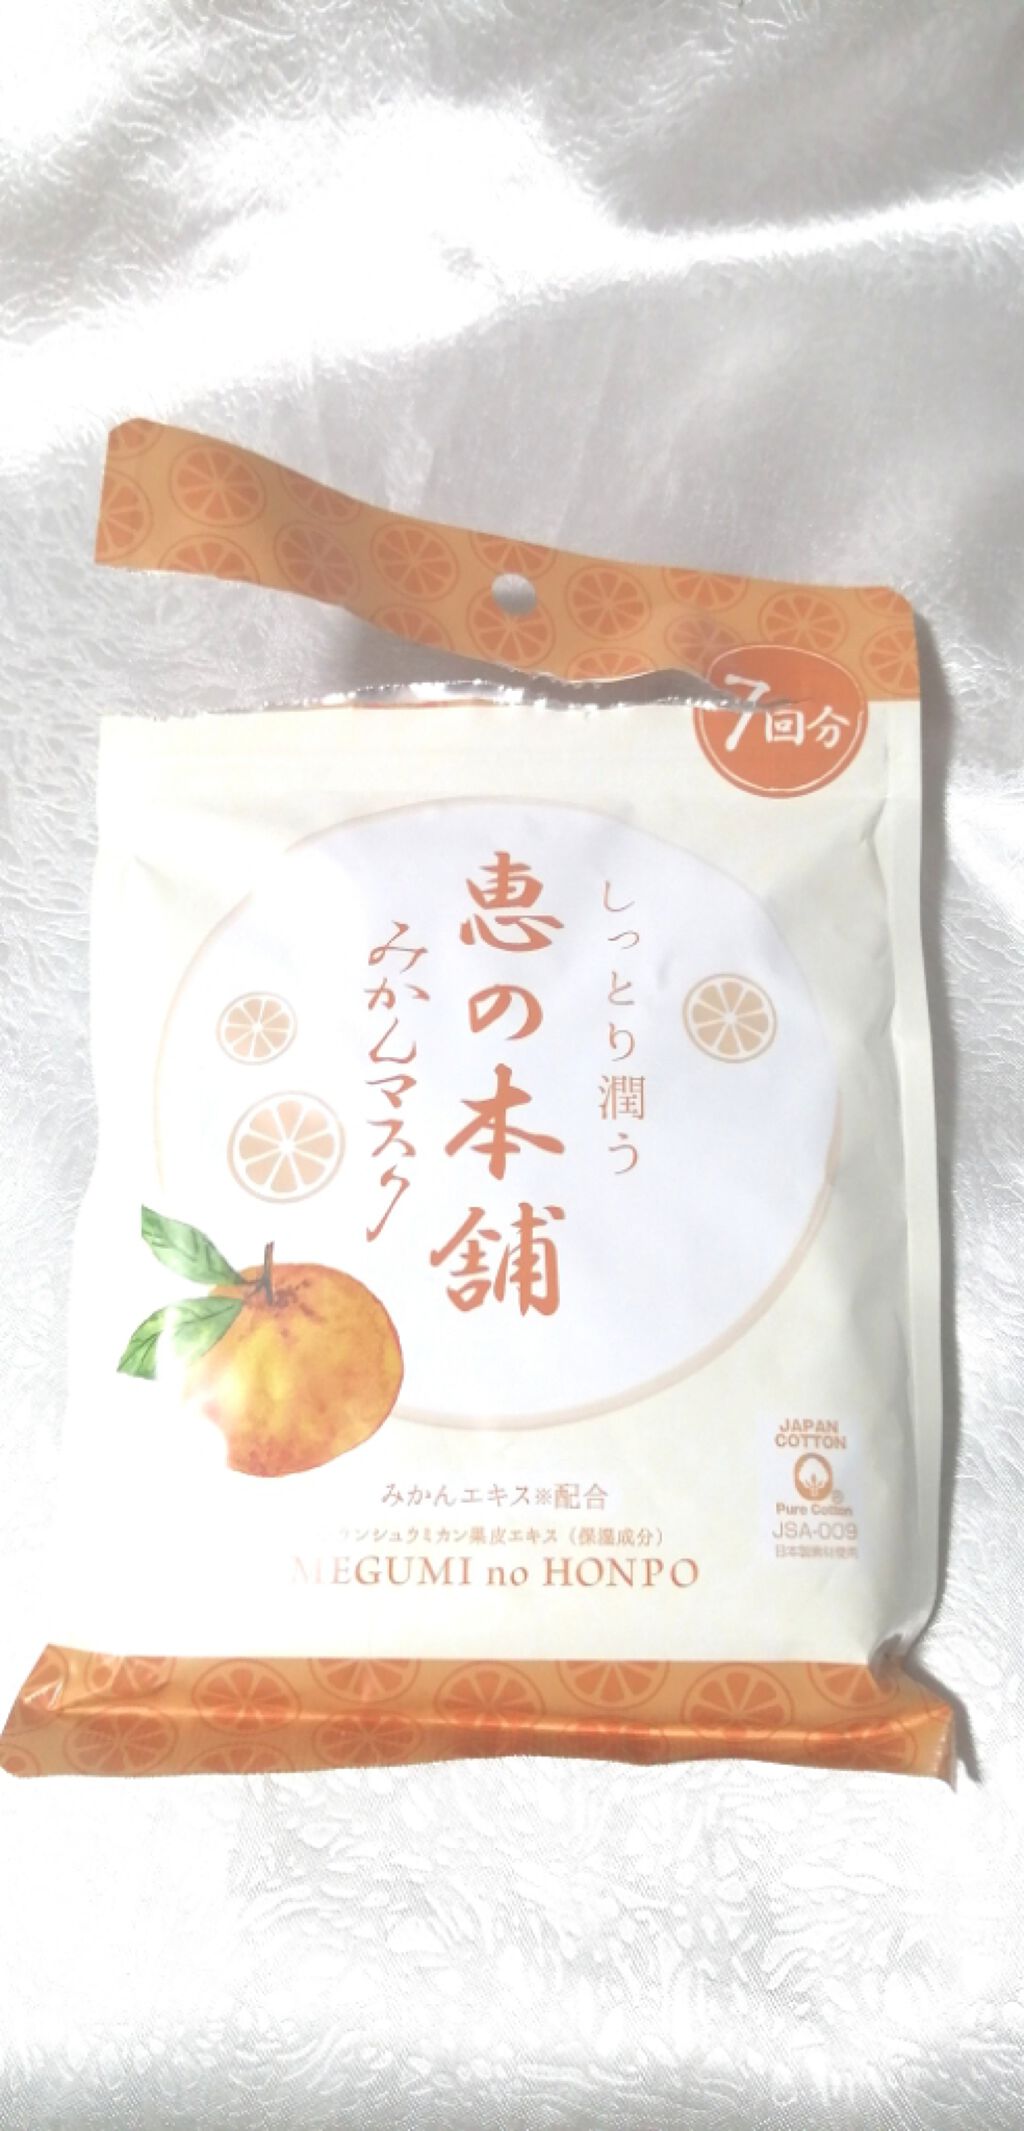 7回分
しっとり潤う
恵の本舗
みかんマスク
みかんエキス※配合
ウンシュウミカン果皮エキス（保湿成分）
MEGUMI no HONPO
JAPAN
COTTON
®
Pure Cotton
JSA-009
日本製素材使用